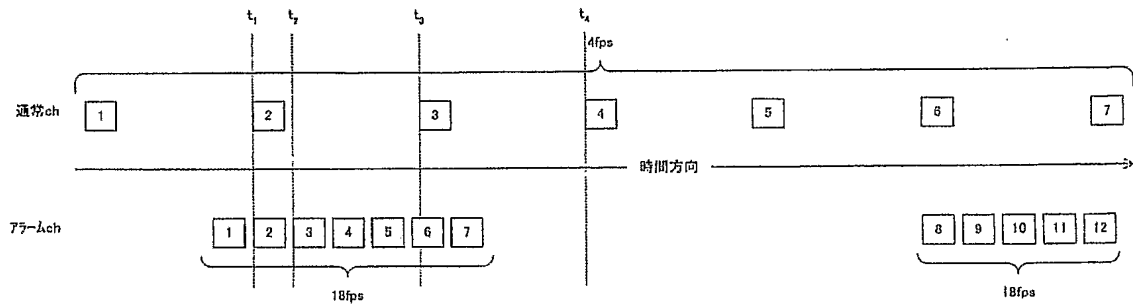 t₁ t₂ t₃ t₄
4fps
通常ch 1 2 3 4 5 6 7
時間方向
アラームch 1 2 3 4 5 6 7 8 9 10 11 12
18fps 18fps